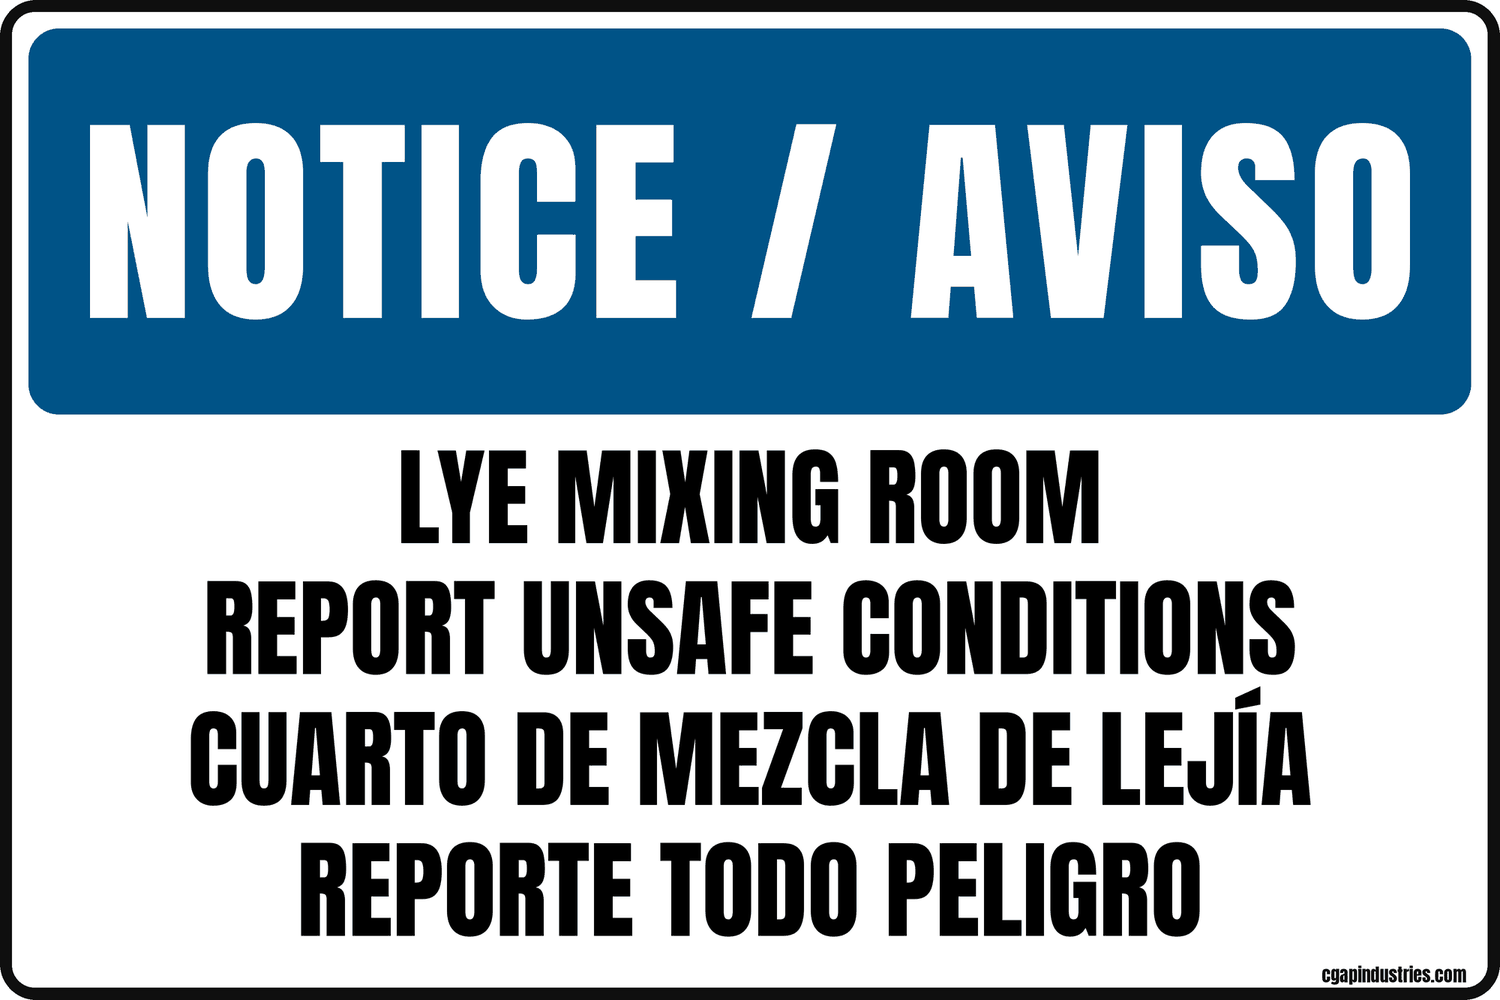 NOTICE / AVISO
LYE MIXING ROOM
REPORT UNSAFE CONDITIONS
CUARTO DE MEZCLA DE LEJÍA
REPORTE TODO PELIGRO
cgapindustries.com